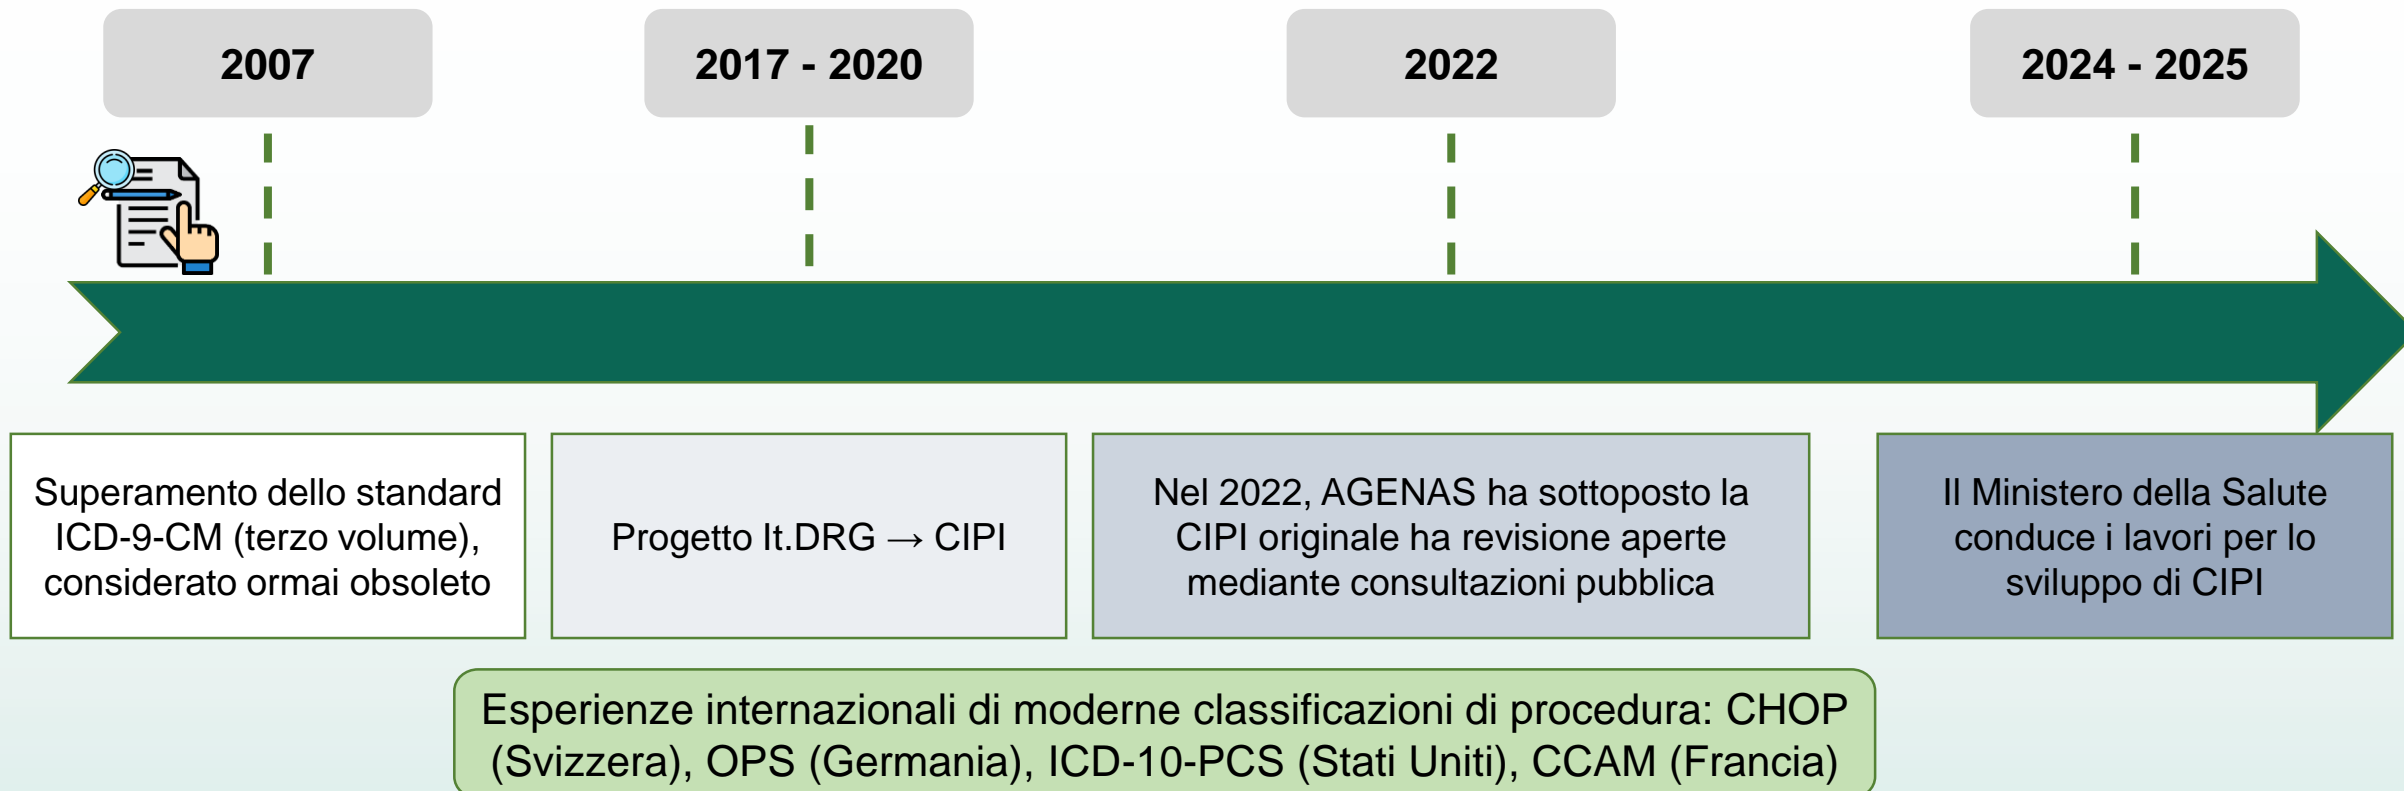 2007
2017 - 2020
2022
2024 - 2025
Superamento dello standard
ICD-9-CM (terzo volume),
considerato ormai obsoleto
Progetto It.DRG → CIPI
Nel 2022, AGENAS ha sottoposto la
CIPI originale ha revisione aperte
mediante consultazioni pubblica
Il Ministero della Salute
conduce i lavori per lo
sviluppo di CIPI
Esperienze internazionali di moderne classificazioni di procedura: CHOP
(Svizzera), OPS (Germania), ICD-10-PCS (Stati Uniti), CCAM (Francia)